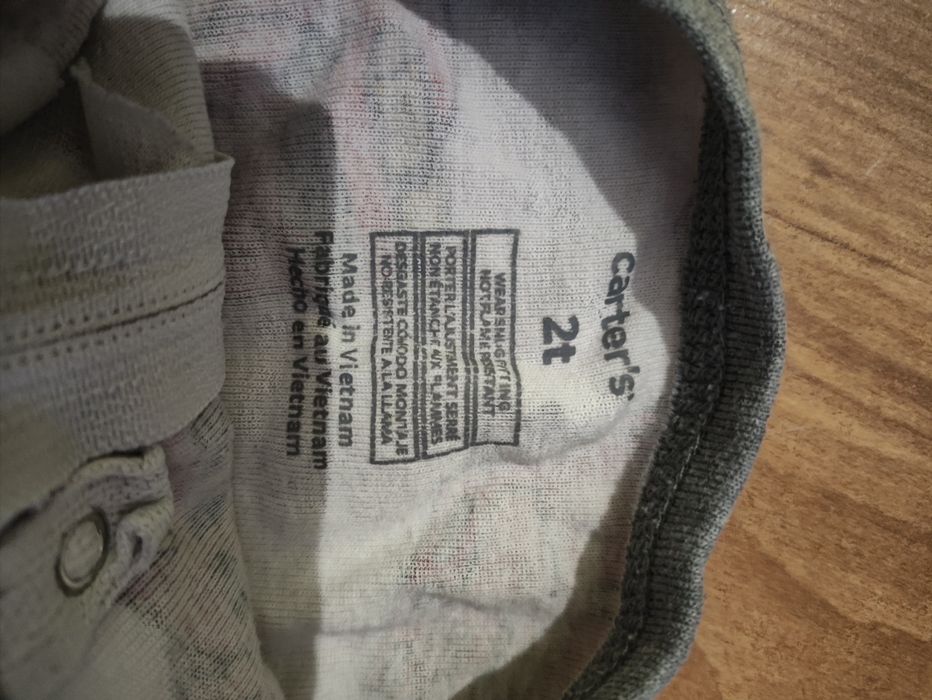 Carter's
2t
WEAR SNUG-FITTING
NOT FLAME RESISTANT
PORTER L'AJUSTEMENT SERRÉ
NON ÉTANCHE AUX FLAMMES
DESGASTE CÓMODO MONTAJE
NO RESISTENTE A LA LLAMA
Made in Vietnam
Fabriqué au Vietnam
Hecho en Vietnam